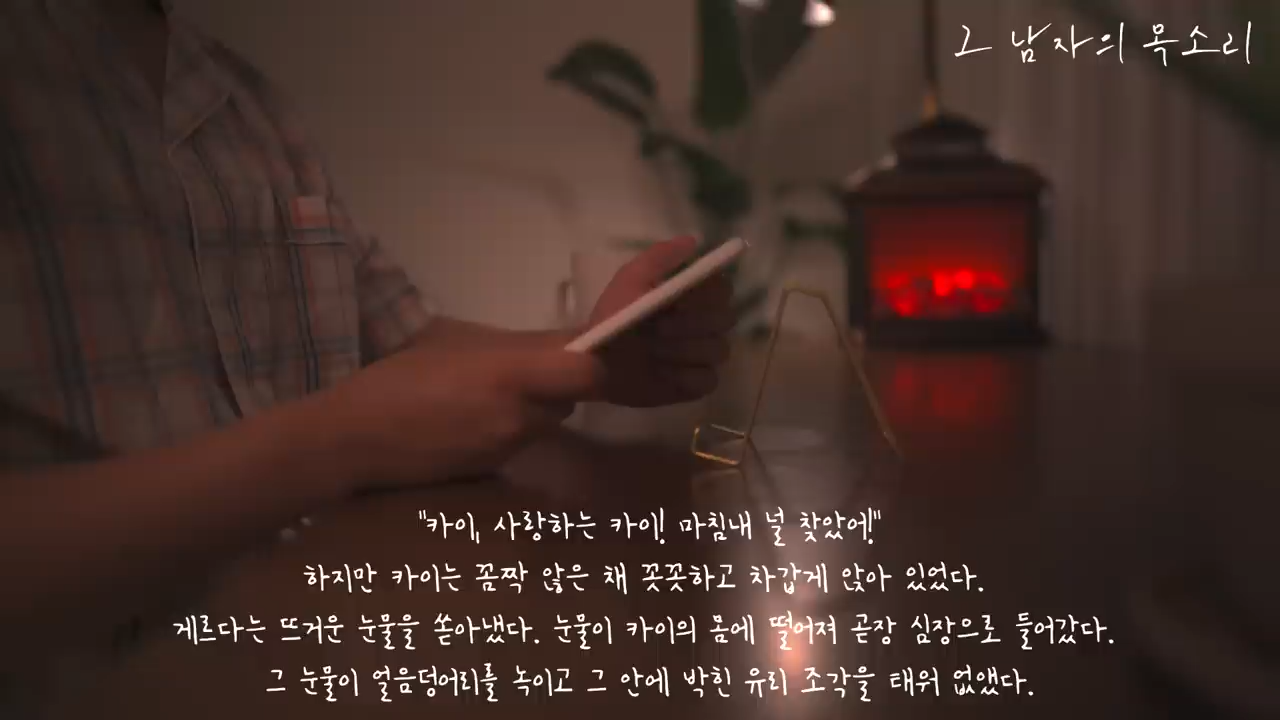 그 남자의 목소리
"카이, 사랑하는 카이! 마침내 널 찾았어!"
하지만 카이는 꼼짝 않은 채 꼿꼿하고 차갑게 앉아 있었다.
게르다는 뜨거운 눈물을 쏟아냈다. 눈물이 카이의 몸에 떨어져 곧장 심장으로 들어갔다.
그 눈물이 얼음덩어리를 녹이고 그 안에 박힌 유리 조각을 태워 없앴다.